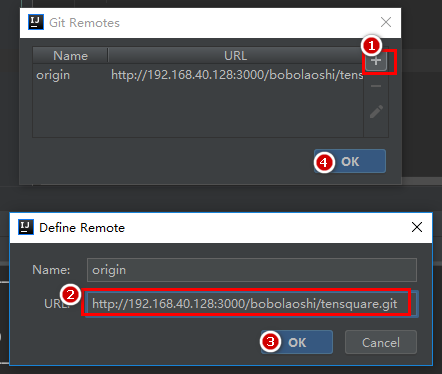 Git Remotes
1
Name URL
origin http://192.168.40.128:3000/bobolaoshi/tens
4 OK
Define Remote
Name: origin
2
URL: http://192.168.40.128:3000/bobolaoshi/tensquare.git
3 OK Cancel